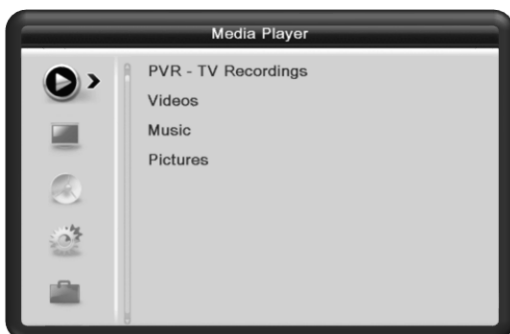 Media Player
PVR - TV Recordings
Videos
Music
Pictures